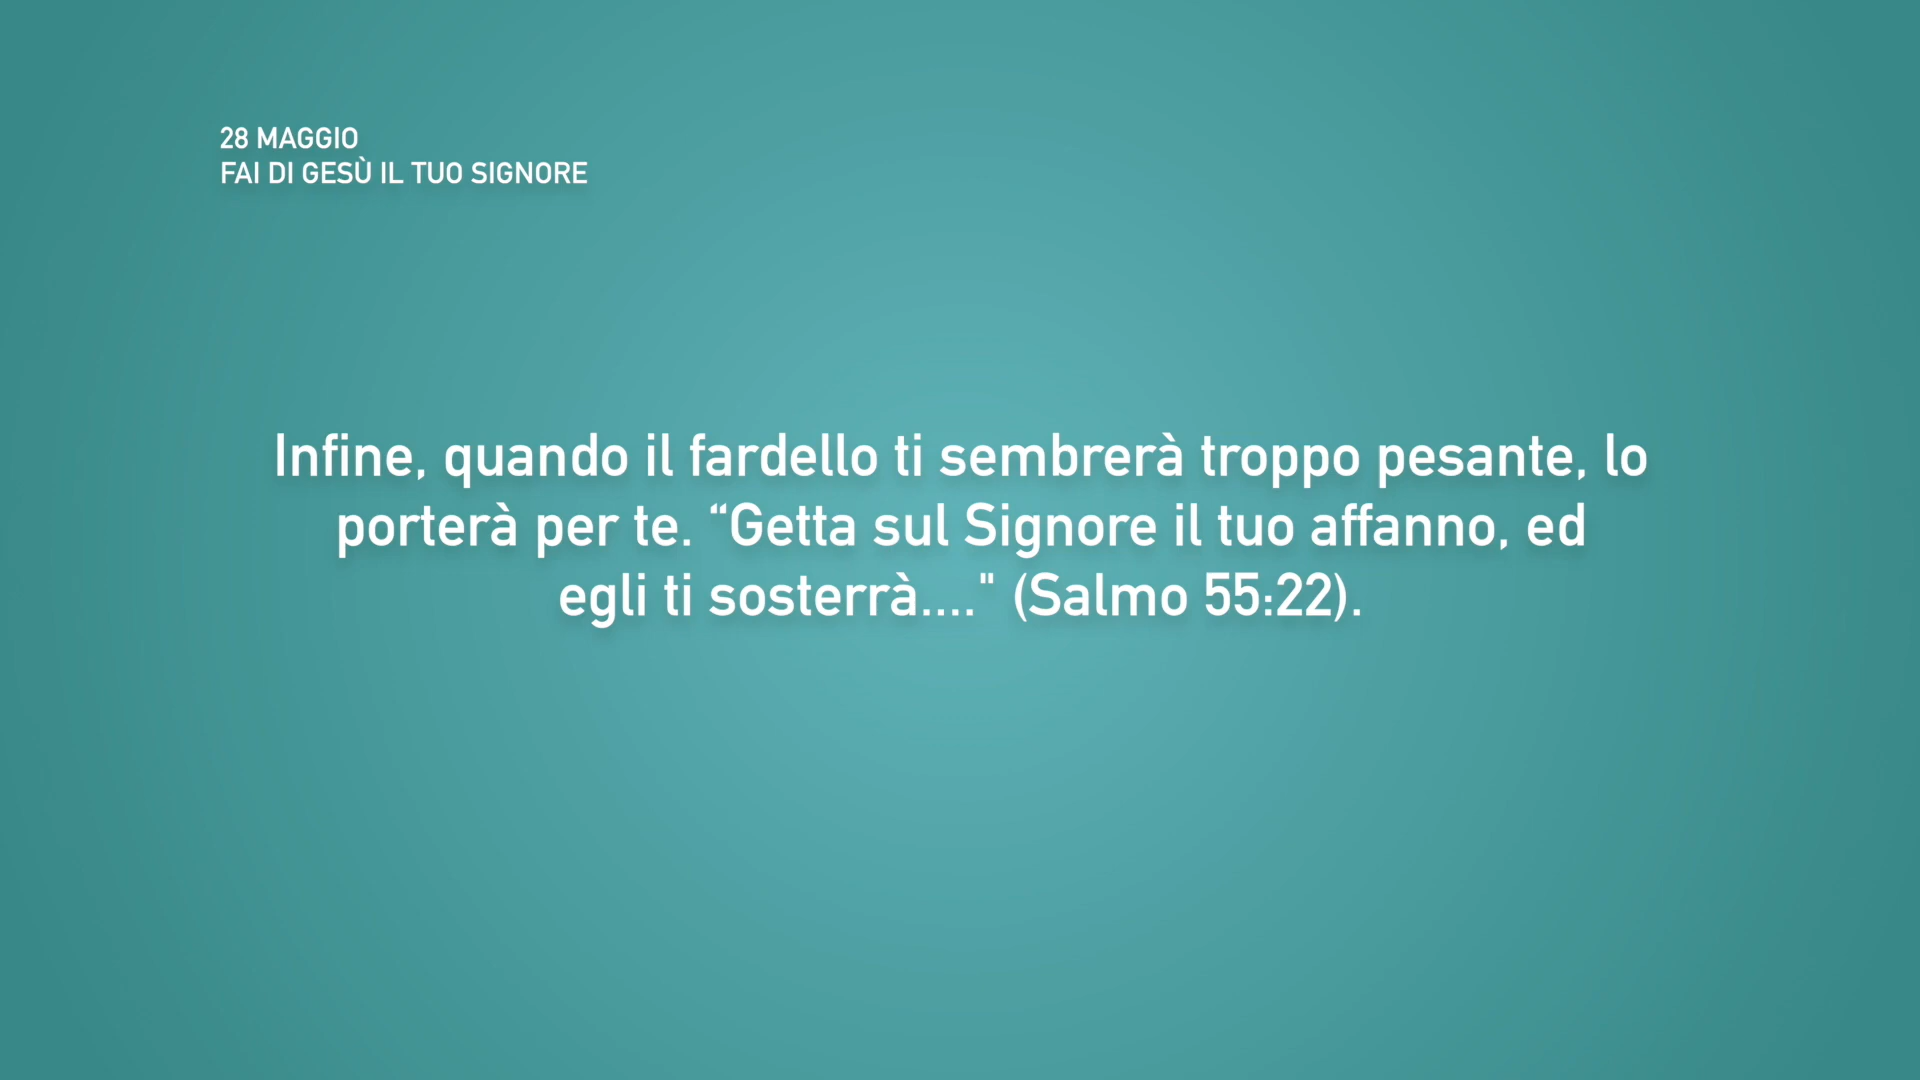 28 MAGGIO
FAI DI GESÙ IL TUO SIGNORE
Infine, quando il fardello ti sembrerà troppo pesante, lo
porterà per te. “Getta sul Signore il tuo affanno, ed
egli ti sosterrà...." (Salmo 55:22).